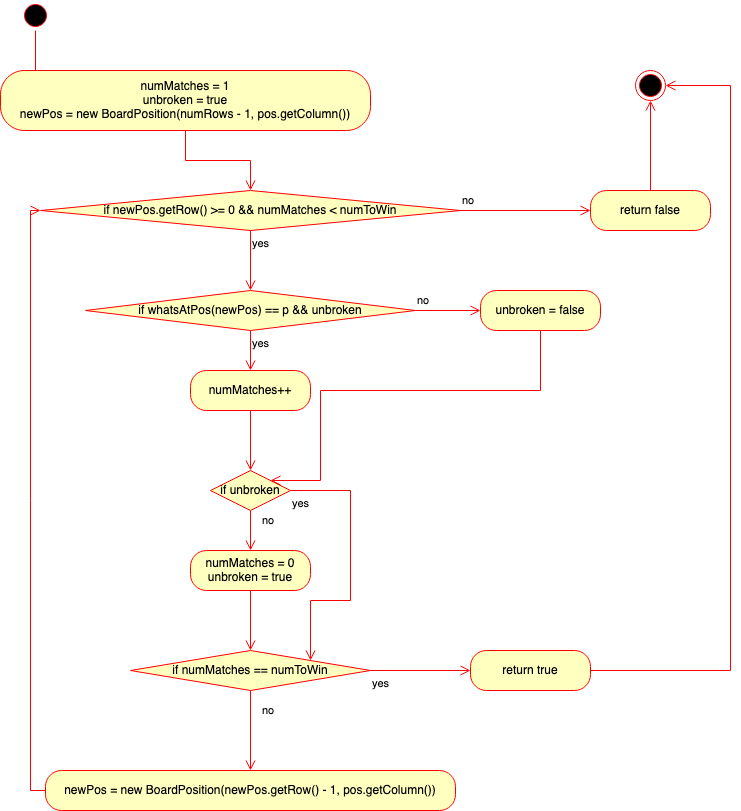 numMatches = 1
unbroken = true
newPos = new BoardPosition(numRows - 1, pos.getColumn())
if newPos.getRow() >= 0 && numMatches < numToWin
no
return false
yes
if whatsAtPos(newPos) == p && unbroken
no
unbroken = false
yes
numMatches++
if unbroken
yes
no
numMatches = 0
unbroken = true
if numMatches == numToWin
yes
return true
no
newPos = new BoardPosition(newPos.getRow() - 1, pos.getColumn())